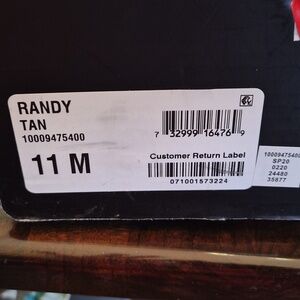 RANDY
TAN
10009475400
11 M
7 32999 16476 9
Customer Return Label
071001573224
10009475400
SP20
0220
24480
35877